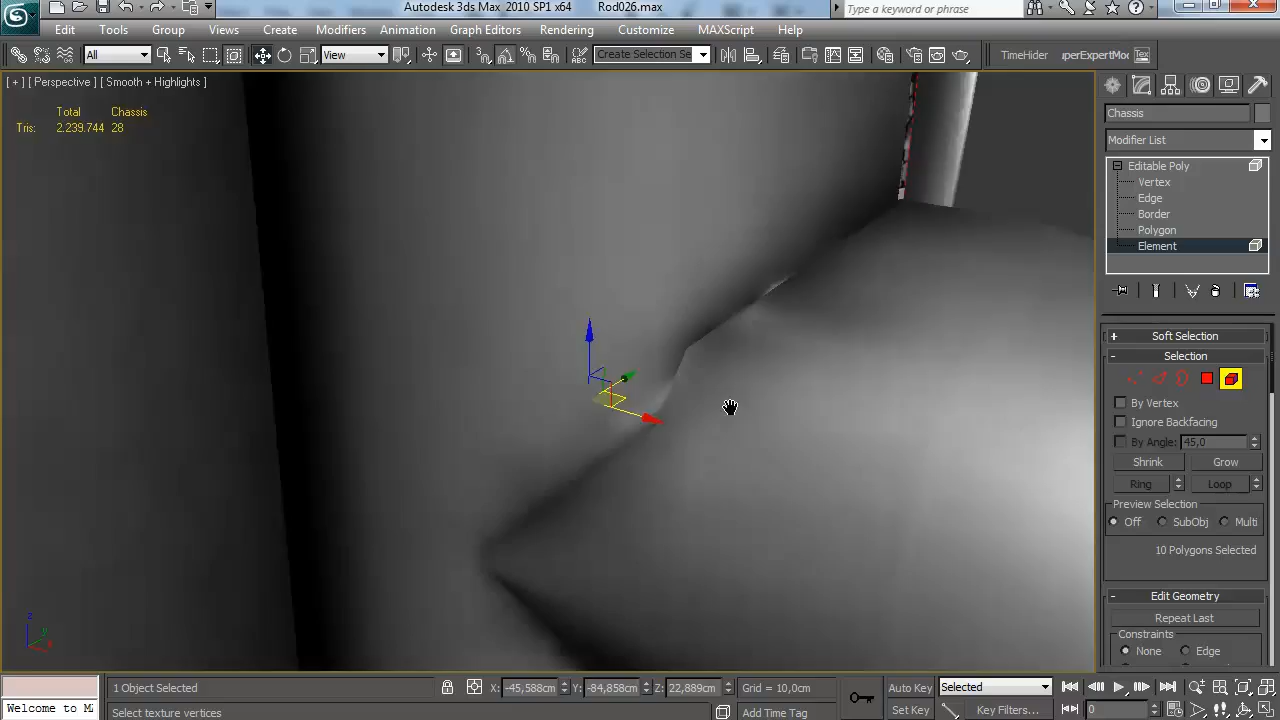 Autodesk 3ds Max 2010 SP1 x64 Rod026.max
Type a keyword or phrase
Edit Tools Group Views Create Modifiers Animation Graph Editors Rendering Customize MAXScript Help
All View Create Selection Se TimeHider
[ + ] [ Perspective ] [ Smooth + Highlights ]
Total Chassis
Tris: 2.239.744 28
Chassis
Modifier List
Editable Poly
Vertex
Edge
Border
Polygon
Element
+ Soft Selection
- Selection
By Vertex
Ignore Backfacing
By Angle: 45,0
Shrink Grow
Ring Loop
Preview Selection
Off SubObj Multi
10 Polygons Selected
- Edit Geometry
Repeat Last
Constraints
None Edge
z
y
x
1 Object Selected X: -45,588cm Y: -84,858cm Z: 22,889cm Grid = 10,0cm Auto Key Selected
Welcome to M Select texture vertices Add Time Tag Set Key Key Filters... 0